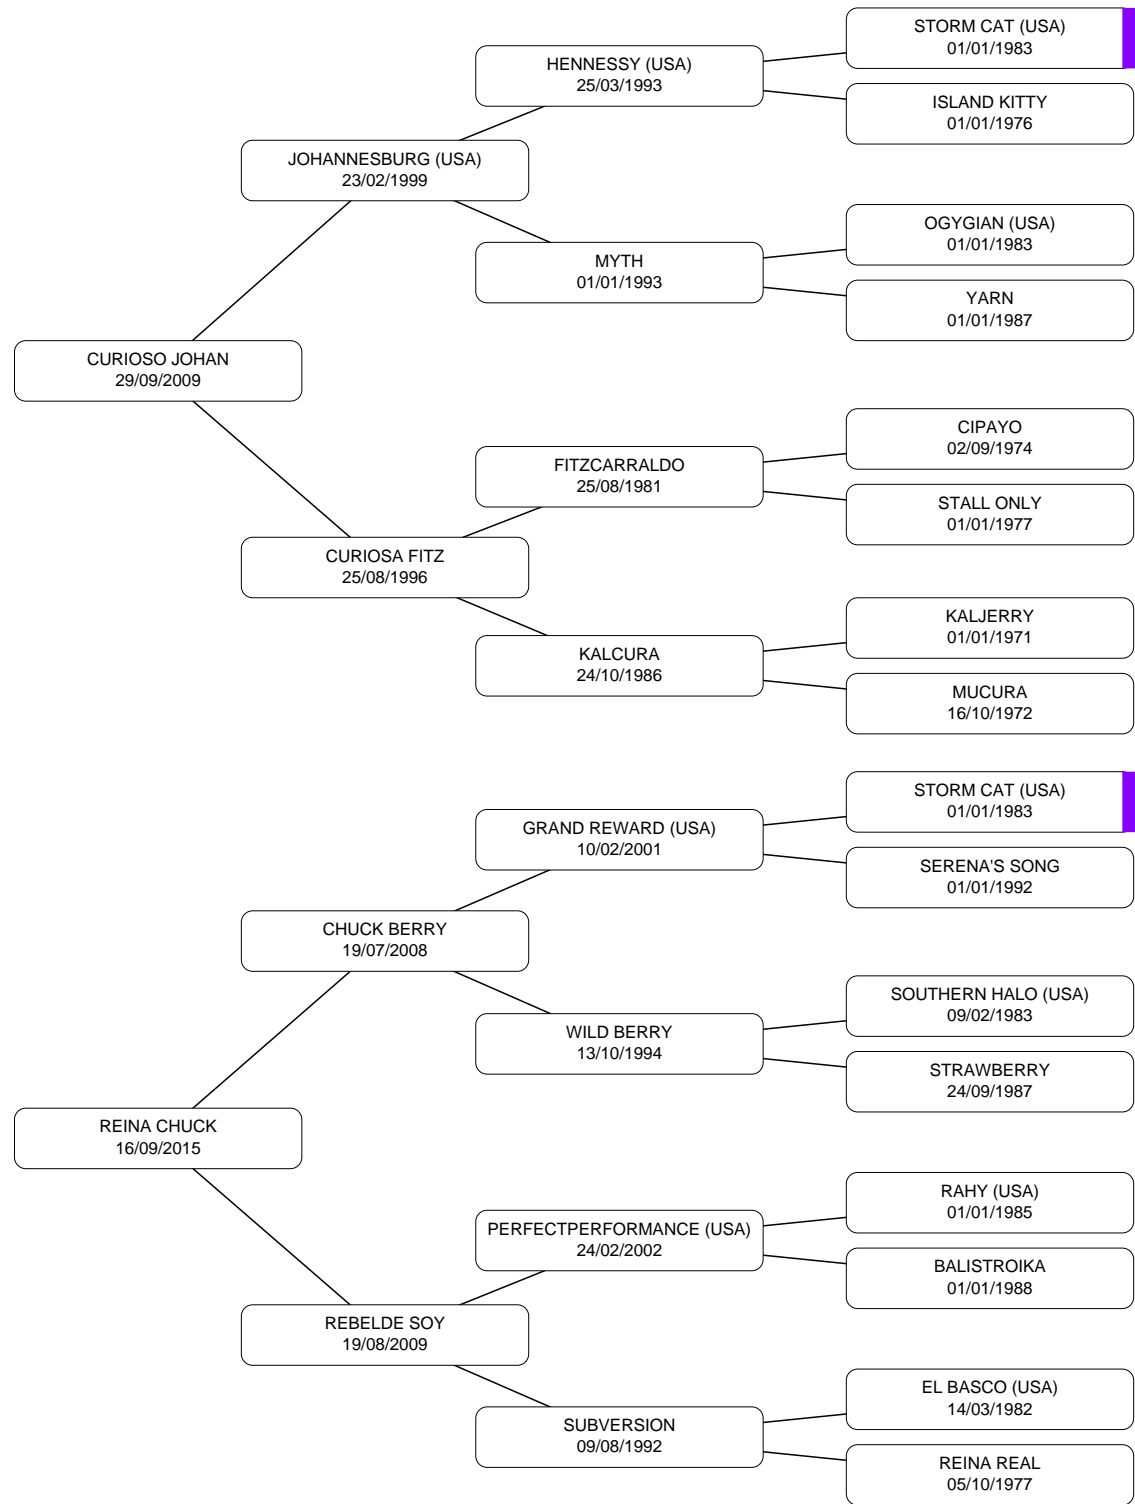 STORM CAT (USA)
01/01/1983
HENNESSY (USA)
25/03/1993
ISLAND KITTY
01/01/1976
JOHANNESBURG (USA)
23/02/1999
OGYGIAN (USA)
01/01/1983
MYTH
01/01/1993
YARN
01/01/1987
CURIOSO JOHAN
29/09/2009
CIPAYO
02/09/1974
FITZCARRALDO
25/08/1981
STALL ONLY
01/01/1977
CURIOSA FITZ
25/08/1996
KALJERRY
01/01/1971
KALCURA
24/10/1986
MUCURA
16/10/1972
STORM CAT (USA)
01/01/1983
GRAND REWARD (USA)
10/02/2001
SERENA'S SONG
01/01/1992
CHUCK BERRY
19/07/2008
SOUTHERN HALO (USA)
09/02/1983
WILD BERRY
13/10/1994
STRAWBERRY
24/09/1987
REINA CHUCK
16/09/2015
RAHY (USA)
01/01/1985
PERFECTPERFORMANCE (USA)
24/02/2002
BALISTROIKA
01/01/1988
REBELDE SOY
19/08/2009
EL BASCO (USA)
14/03/1982
SUBVERSION
09/08/1992
REINA REAL
05/10/1977